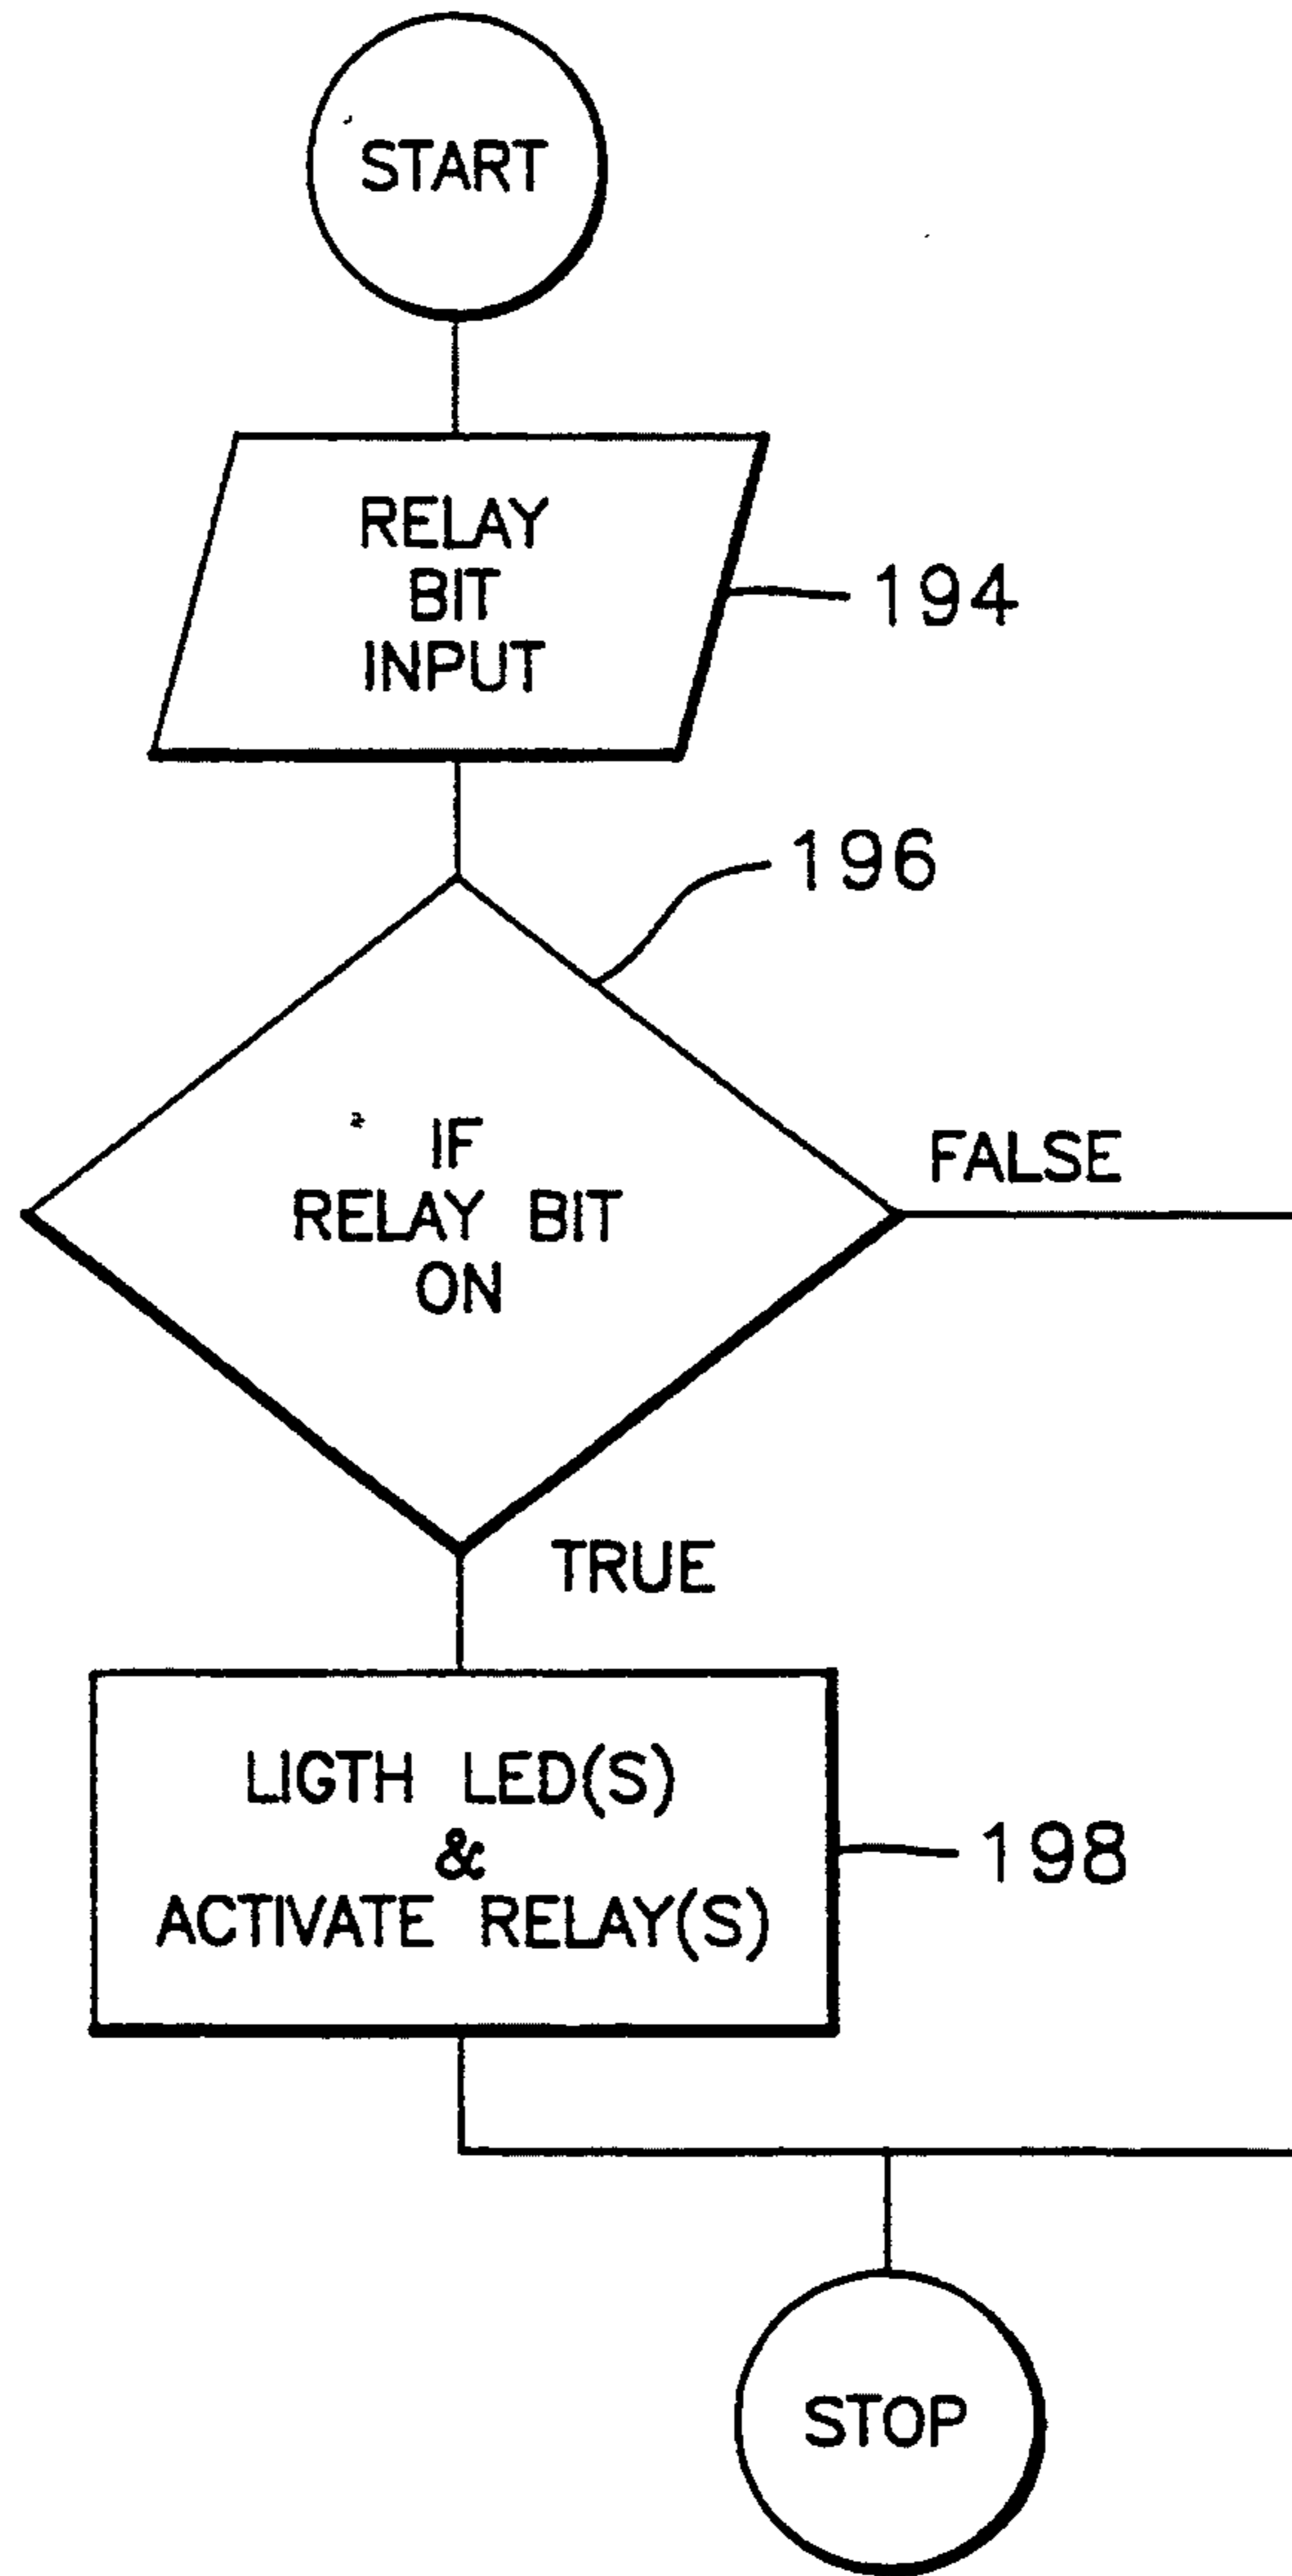 START
RELAY
BIT
INPUT
194
196
IF
RELAY BIT
ON
FALSE
TRUE
LIGTH LED(S)
&
ACTIVATE RELAY(S)
198
STOP